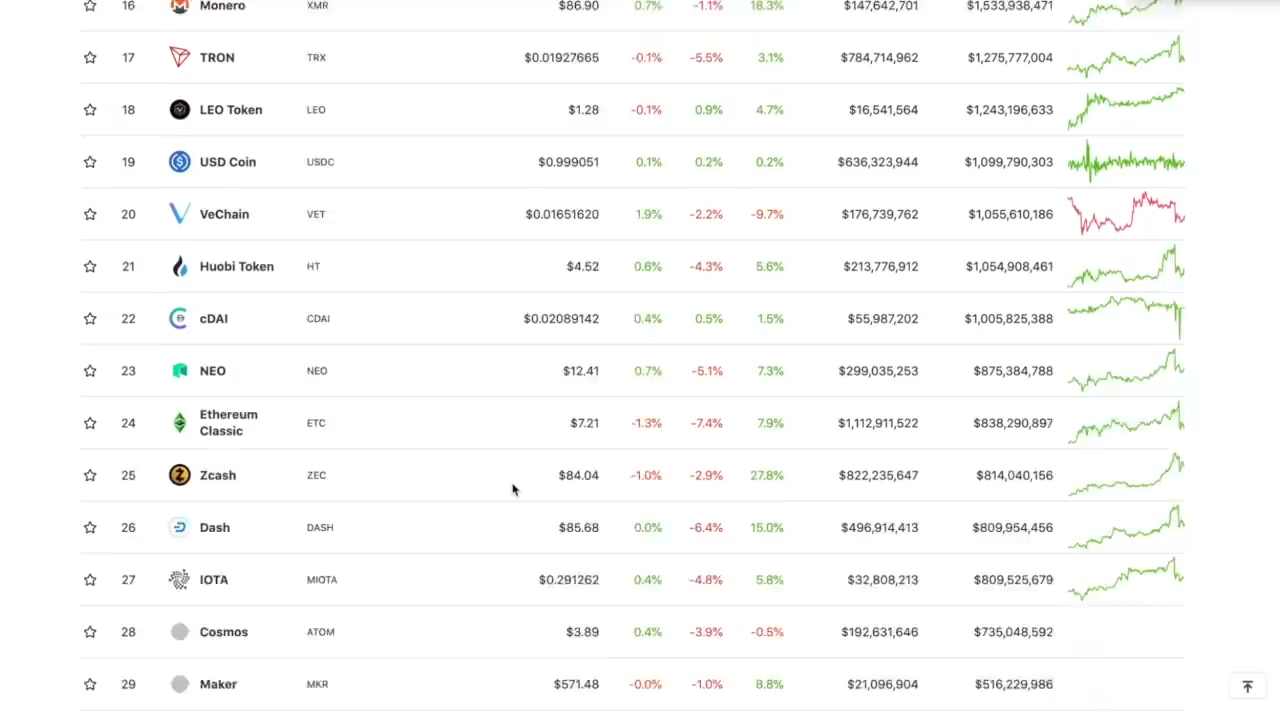 16 Monero XMR $86.90 0.7% -1.1% 18.3% $147,642,701 $1,533,938,471
17 TRON TRX $0.01927665 -0.1% -5.5% 3.1% $784,714,962 $1,275,777,004
18 LEO Token LEO $1.28 -0.1% 0.9% 4.7% $16,541,564 $1,243,196,633
19 USD Coin USDC $0.999051 0.1% 0.2% 0.2% $636,323,944 $1,099,790,303
20 VeChain VET $0.01651620 1.9% -2.2% -9.7% $176,739,762 $1,055,610,186
21 Huobi Token HT $4.52 0.6% -4.3% 5.6% $213,776,912 $1,054,908,461
22 cDAI CDAI $0.02089142 0.4% 0.5% 1.5% $55,987,202 $1,005,825,388
23 NEO NEO $12.41 0.7% -5.1% 7.3% $299,035,253 $875,384,788
24 Ethereum Classic ETC $7.21 -1.3% -7.4% 7.9% $1,112,911,522 $838,290,897
25 Zcash ZEC $84.04 -1.0% -2.9% 27.8% $822,235,647 $814,040,156
26 Dash DASH $85.68 0.0% -6.4% 15.0% $496,914,413 $809,954,456
27 IOTA MIOTA $0.291262 0.4% -4.8% 5.8% $32,808,213 $809,525,679
28 Cosmos ATOM $3.89 0.4% -3.9% -0.5% $192,631,646 $735,048,592
29 Maker MKR $571.48 -0.0% -1.0% 8.8% $21,096,904 $516,229,986